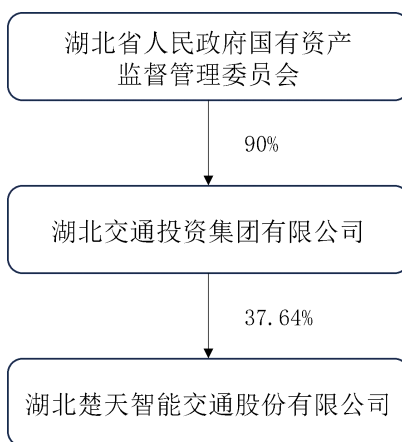 湖北省人民政府国有资产
监督管理委员会
90%
湖北交通投资集团有限公司
37.64%
湖北楚天智能交通股份有限公司